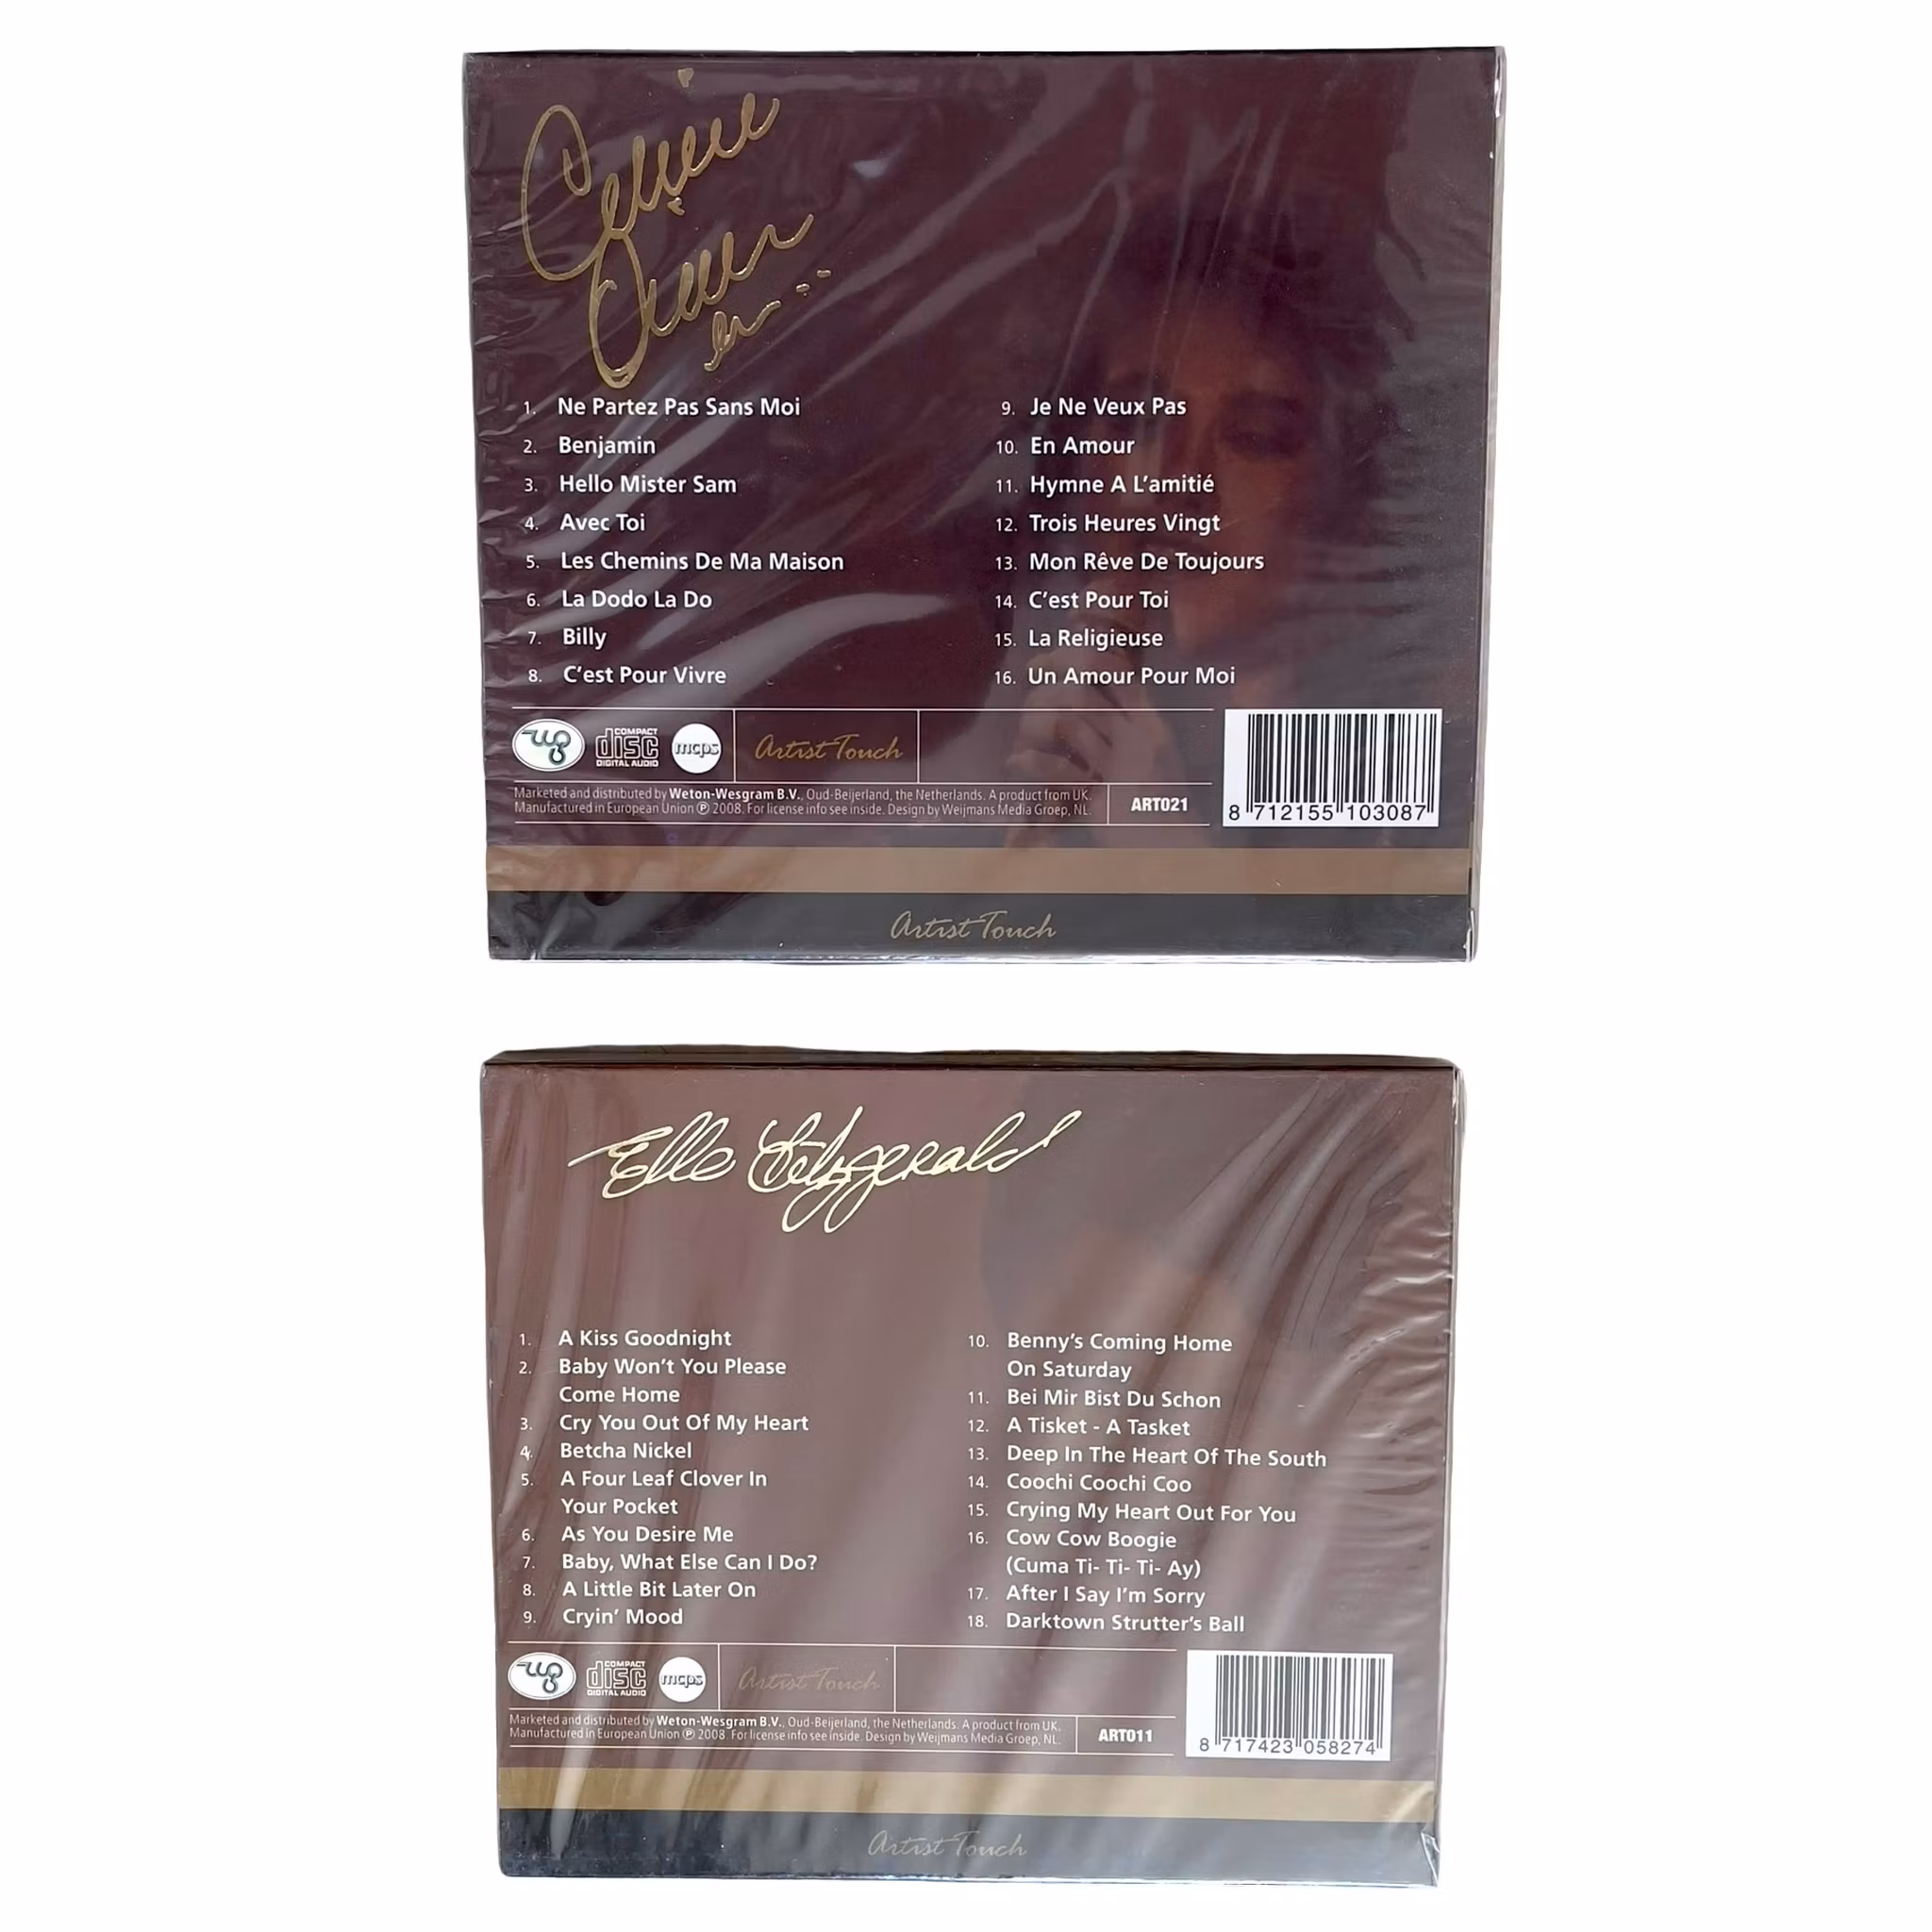 Celine
Dion
1. Ne Partez Pas Sans Moi
2. Benjamin
3. Hello Mister Sam
4. Avec Toi
5. Les Chemins De Ma Maison
6. La Dodo La Do
7. Billy
8. C'est Pour Vivre
9. Je Ne Veux Pas
10. En Amour
11. Hymne A L'amitié
12. Trois Heures Vingt
13. Mon Rêve De Toujours
14. C'est Pour Toi
15. La Religieuse
16. Un Amour Pour Moi
COMPACT
disc
DIGITAL AUDIO
mcps
Artist Touch
Marketed and distributed by Weton-Wesgram B.V., Oud-Beijerland, the Netherlands. A product from UK.
Manufactured in European Union Ⓟ 2008. For license info see inside. Design by Weijmans Media Groep, NL.
ART021
8 712155 103087
Artist Touch
Ella Fitzgerald
1. A Kiss Goodnight
2. Baby Won't You Please
Come Home
3. Cry You Out Of My Heart
4. Betcha Nickel
5. A Four Leaf Clover In
Your Pocket
6. As You Desire Me
7. Baby, What Else Can I Do?
8. A Little Bit Later On
9. Cryin' Mood
10. Benny's Coming Home
On Saturday
11. Bei Mir Bist Du Schon
12. A Tisket - A Tasket
13. Deep In The Heart Of The South
14. Coochi Coochi Coo
15. Crying My Heart Out For You
16. Cow Cow Boogie
(Cuma Ti- Ti- Ti- Ay)
17. After I Say I'm Sorry
18. Darktown Strutter's Ball
COMPACT
disc
DIGITAL AUDIO
mcps
Artist Touch
Marketed and distributed by Weton-Wesgram B.V., Oud-Beijerland, the Netherlands. A product from UK.
Manufactured in European Union Ⓟ 2008. For license info see inside. Design by Weijmans Media Groep, NL.
ART011
8 717423 058274
Artist Touch